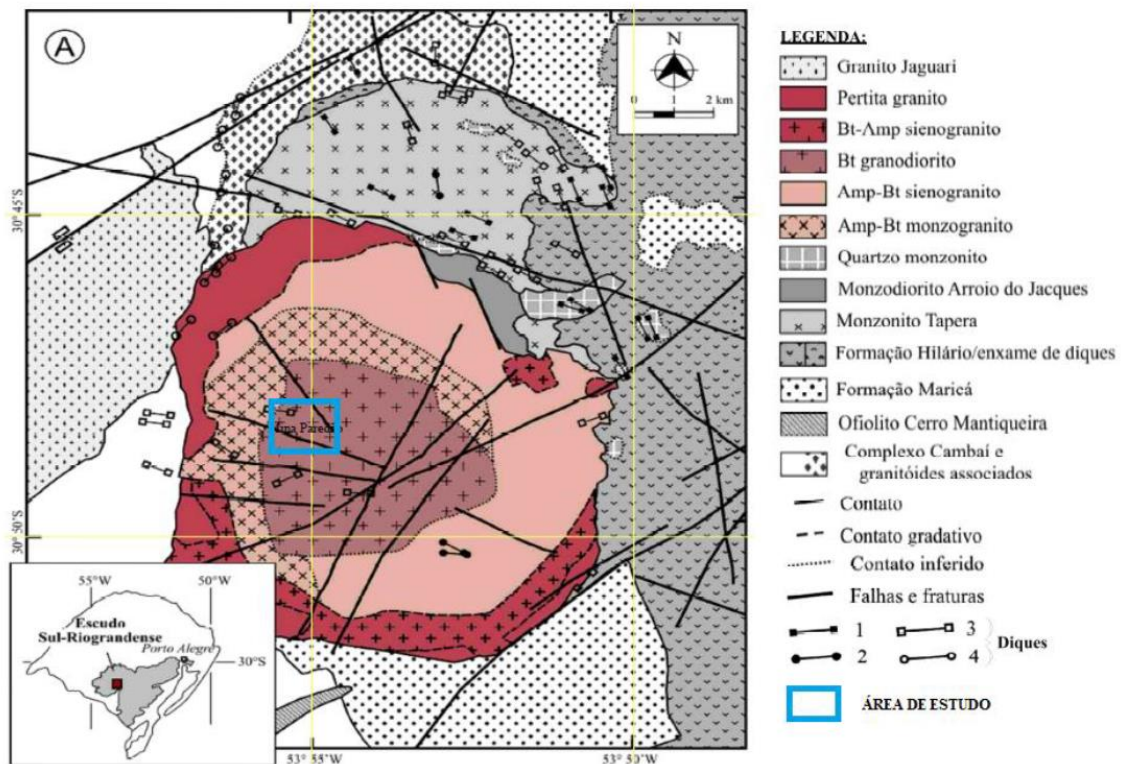 A
N
0 1 2 km
30° 45'S
30° 50'S
Paredão
55°W
50°W
Escudo
Sul-Riograndense
Porto Alegre
30°S
53° 55'W
53° 50'W
LEGENDA:
Granito Jaguari
Pertita granito
Bt-Amp sienogranito
Bt granodiorito
Amp-Bt sienogranito
Amp-Bt monzogranito
Quartzo monzonito
Monzodiorito Arroio do Jacques
Monzonito Tapera
Formação Hilário/enxame de diques
Formação Maricá
Ofiolito Cerro Mantiqueira
Complexo Cambaí e
granitóides associados
Contato
Contato gradativo
Contato inferido
Falhas e fraturas
1 3
2 4
Diques
ÁREA DE ESTUDO